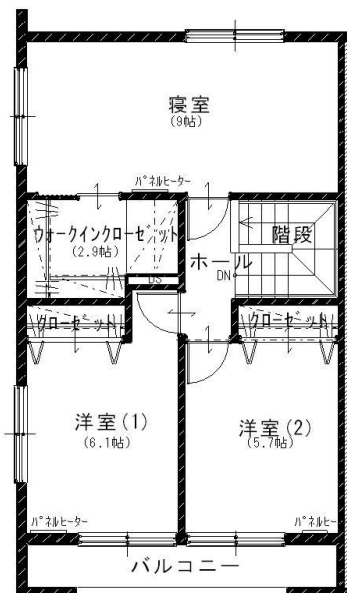 寝室
(9帖)
パネルヒーター
ウォークインクローゼット
(2.9帖)
階段
ホール
DN
DS
クローゼット
クローゼット
洋室(1)
(6.1帖)
洋室(2)
(5.7帖)
パネルヒーター
パネルヒー
バルコニー